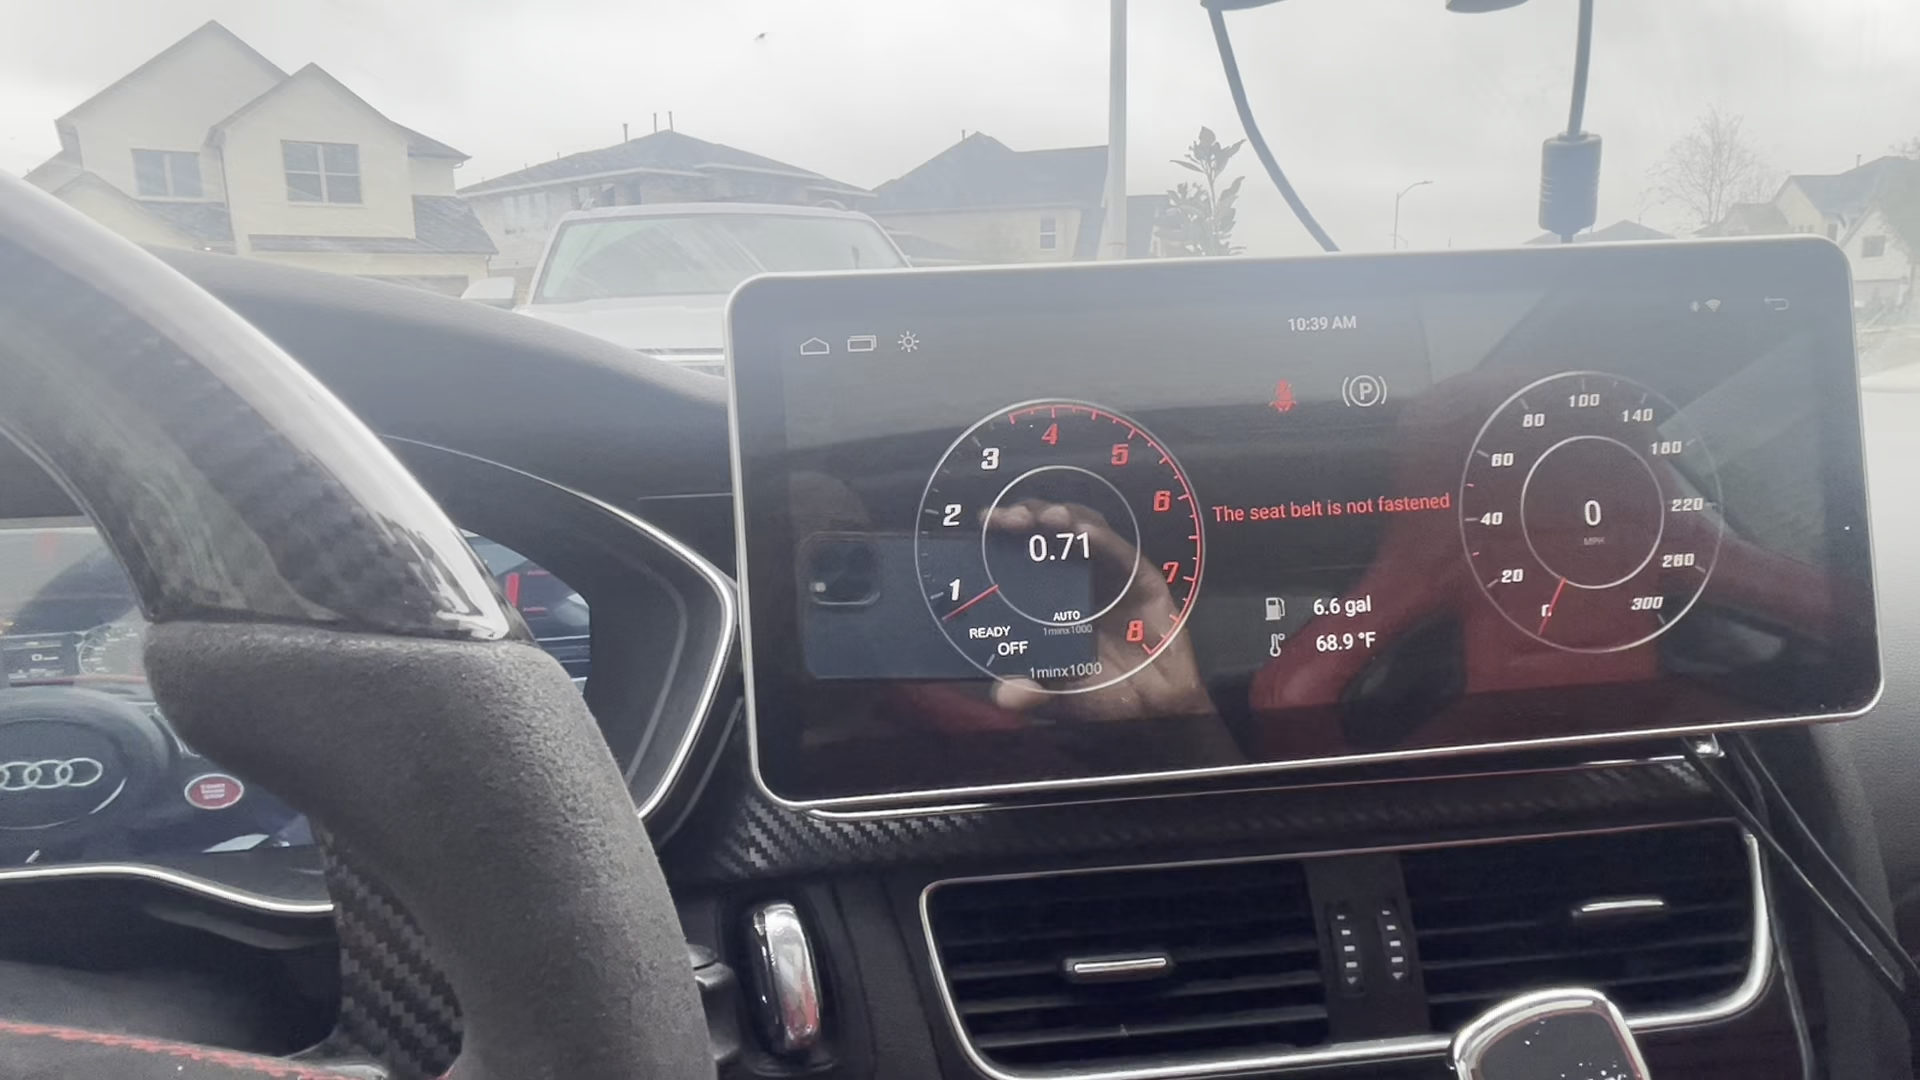 10:39 AM
P
1
2
3
4
5
6
7
8
0.71
AUTO
1minx1000
READY
OFF
1minx1000
The seat belt is not fastened
6.6 gal
68.9 °F
20
40
60
80
100
140
180
220
260
300
0
MPH